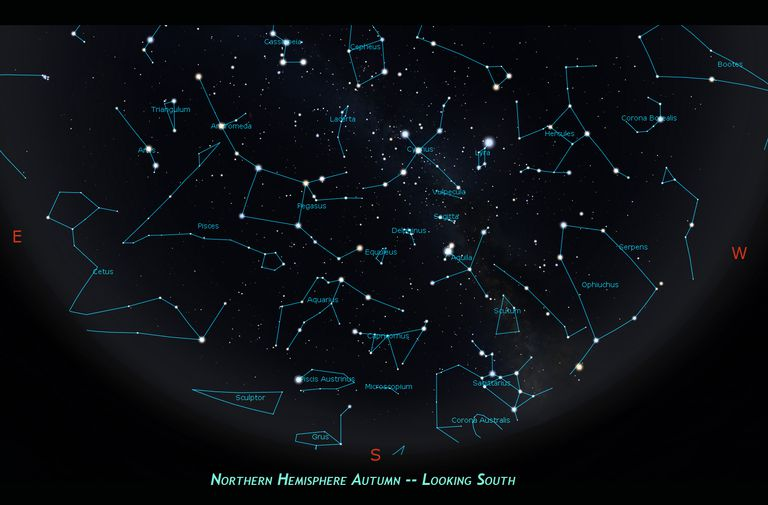 Cassiopeia
Cepheus
Bootes
Triangulum
Andromeda
Lacerta
Cygnus
Lyra
Hercules
Corona Borealis
Aries
Vulpecula
Pegasus
Sagitta
Pisces
Delphinus
E
Serpens
W
Equuleus
Aquila
Cetus
Ophiuchus
Aquarius
Scutum
Capricornus
Piscis Austrinus
Microscopium
Sagittarius
Sculptor
Corona Australis
Grus
S
Northern Hemisphere Autumn -- Looking South